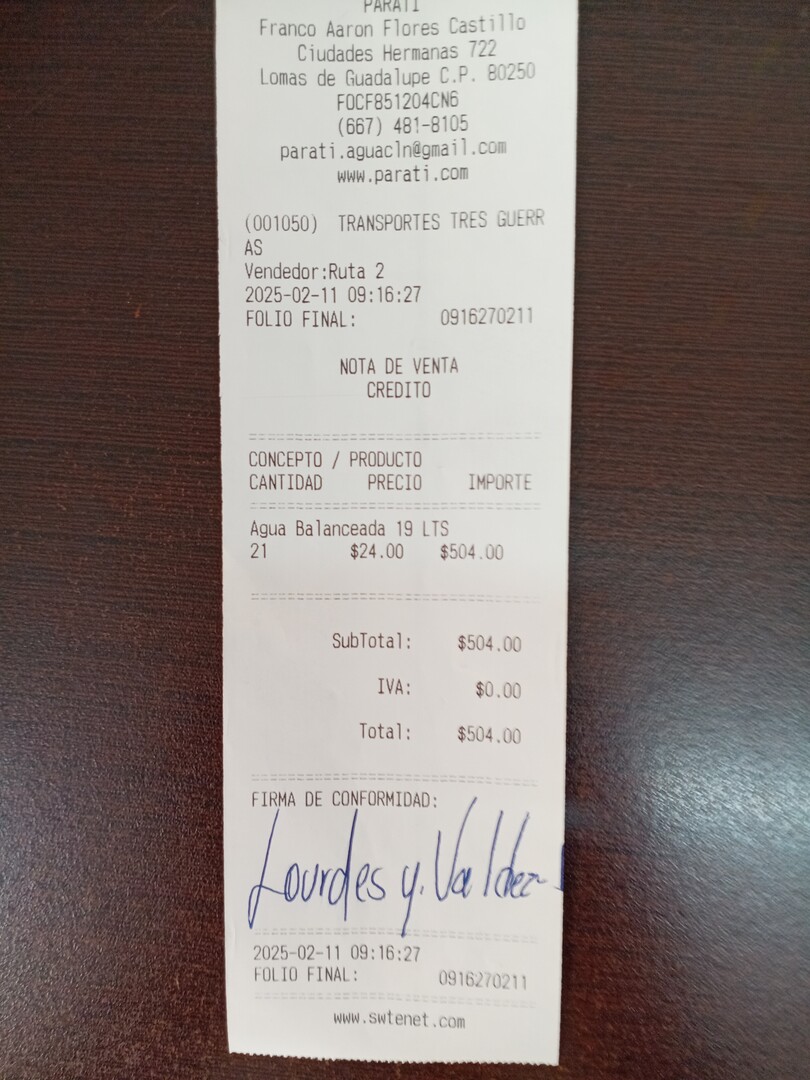 PARATI
Franco Aaron Flores Castillo
Ciudades Hermanas 722
Lomas de Guadalupe C.P. 80250
FOCF851204CN6
(667) 481-8105
parati.aguacln@gmail.com
www.parati.com
(001050) TRANSPORTES TRES GUERR
AS
Vendedor:Ruta 2
2025-02-11 09:16:27
FOLIO FINAL: 0916270211
NOTA DE VENTA
CREDITO
CONCEPTO / PRODUCTO
CANTIDAD PRECIO IMPORTE
Agua Balanceada 19 LTS
21 $24.00 $504.00
SubTotal: $504.00
IVA: $0.00
Total: $504.00
FIRMA DE CONFORMIDAD:
Lourdes y. Valdez
2025-02-11 09:16:27
FOLIO FINAL: 0916270211
www.swtenet.com